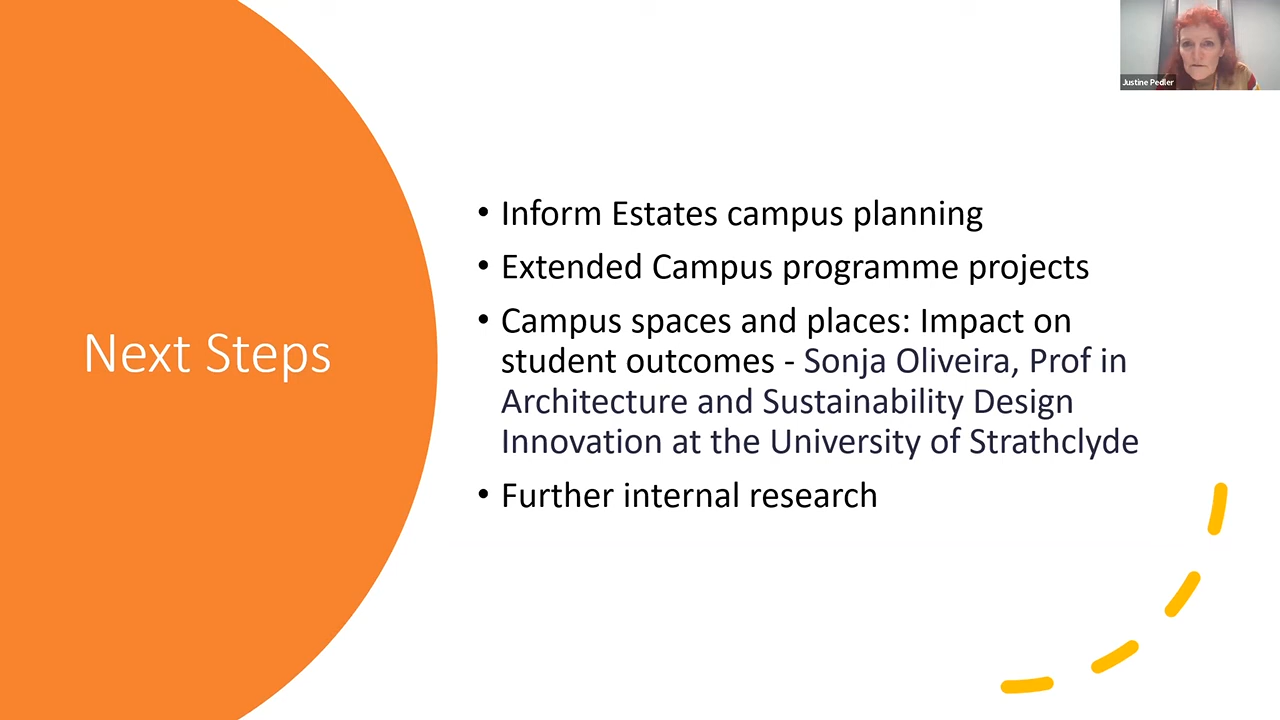 Justine Pedler
Next Steps
• Inform Estates campus planning
• Extended Campus programme projects
• Campus spaces and places: Impact on
student outcomes - Sonja Oliveira, Prof in
Architecture and Sustainability Design
Innovation at the University of Strathclyde
• Further internal research